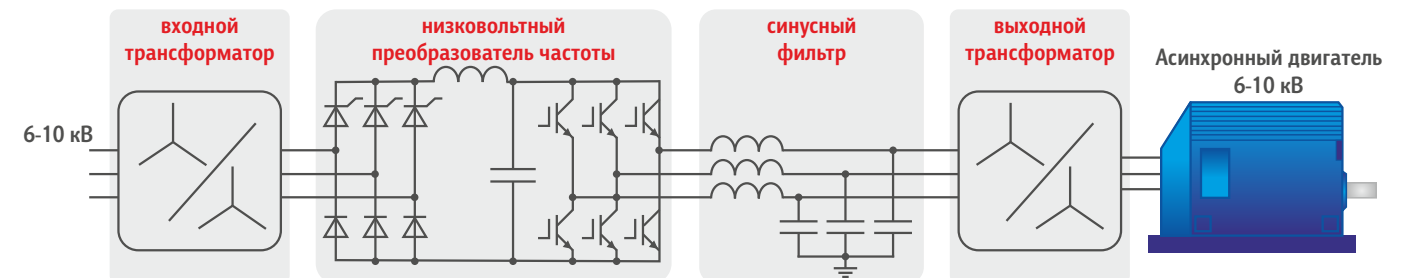 входной
трансформатор
низковольтный
преобразователь частоты
синусный
фильтр
выходной
трансформатор
Асинхронный двигатель
6-10 кВ
6-10 кВ